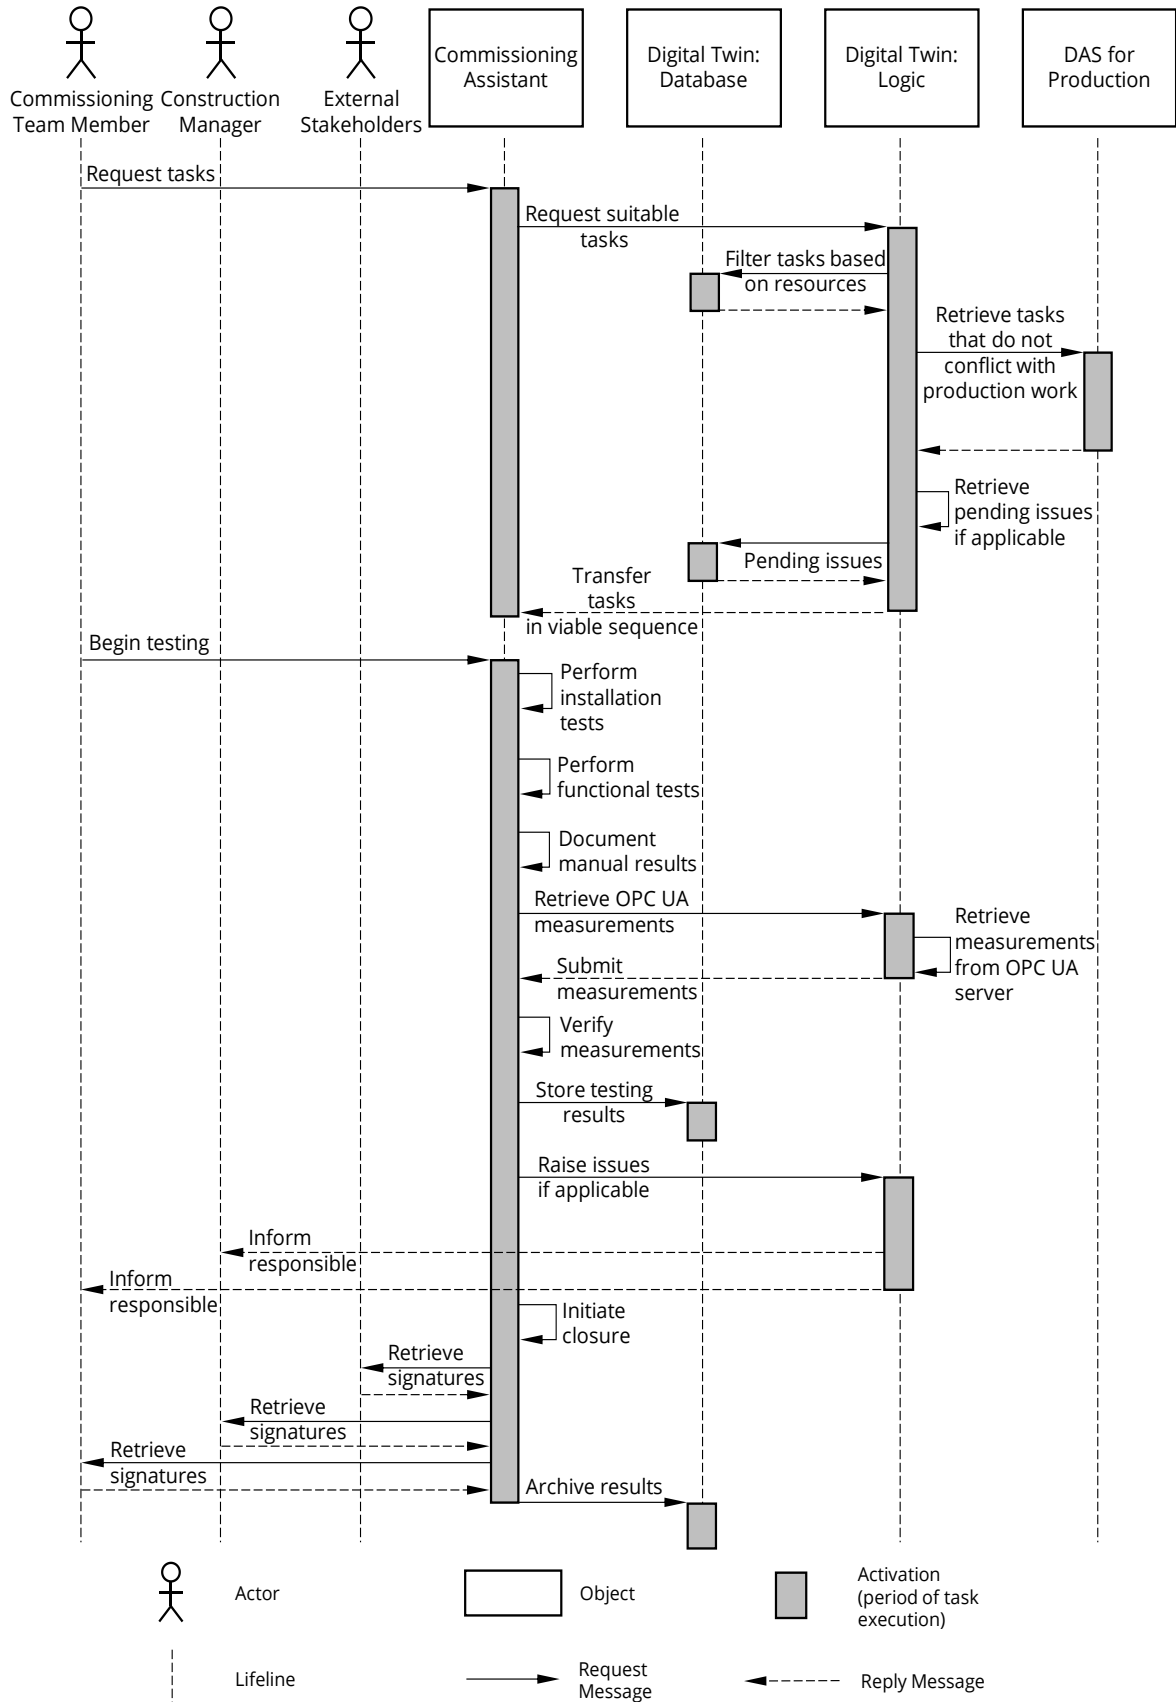 Commissioning
Team Member
Construction
Manager
External
Stakeholders
Commissioning
Assistant
Digital Twin:
Database
Digital Twin:
Logic
DAS for
Production
Request tasks
Request suitable
tasks
Filter tasks based
on resources
Retrieve tasks
that do not
conflict with
production work
Retrieve
pending issues
if applicable
Pending issues
Transfer
tasks
in viable sequence
Begin testing
Perform
installation
tests
Perform
functional tests
Document
manual results
Retrieve OPC UA
measurements
Retrieve
measurements
from OPC UA
server
Submit
measurements
Verify
measurements
Store testing
results
Raise issues
if applicable
Inform
responsible
Inform
responsible
Initiate
closure
Retrieve
signatures
Retrieve
signatures
Retrieve
signatures
Archive results
Actor
Object
Activation
(period of task
execution)
Lifeline
Request
Message
Reply Message